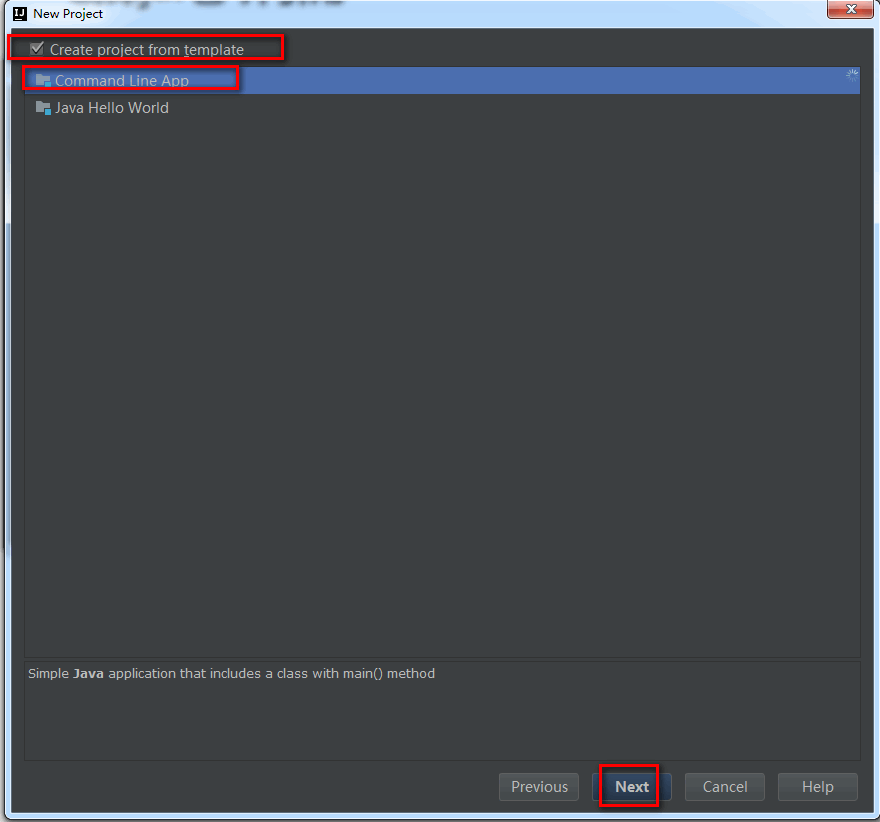 IJ New Project
Create project from template
Command Line App
Java Hello World
Simple Java application that includes a class with main() method
Previous Next Cancel Help